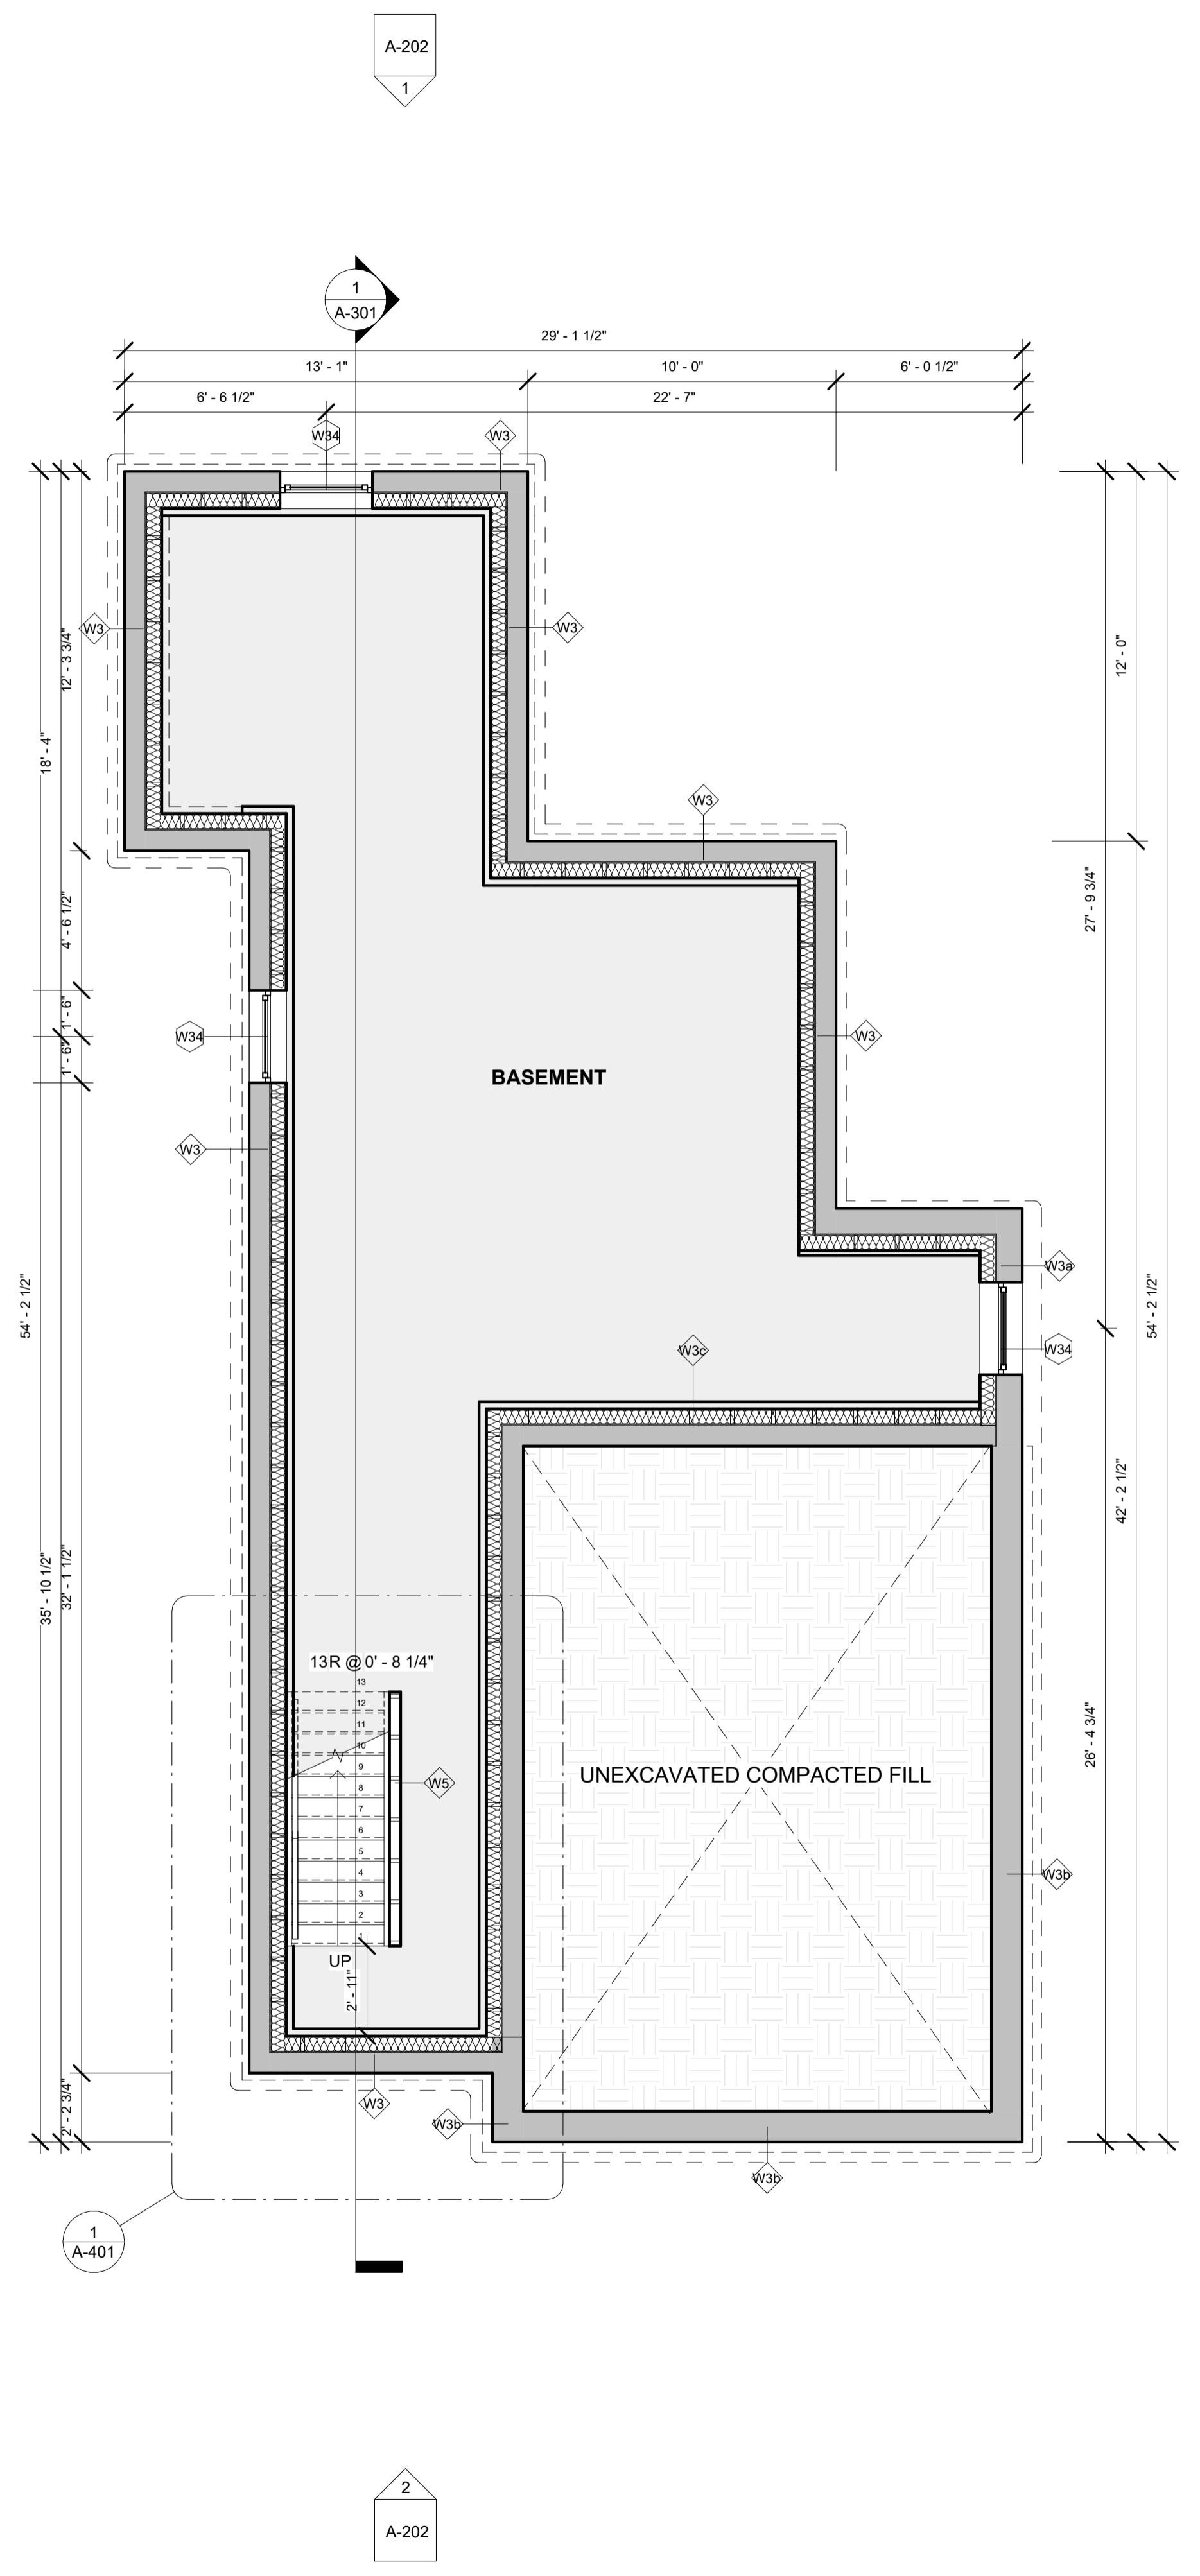 A-202
1
1
A-301
29' - 1 1/2"
13' - 1"
10' - 0"
6' - 0 1/2"
6' - 6 1/2"
22' - 7"
W34
W3
W3
W3
12' - 3 3/4"
12' - 0"
18' - 4"
W3
4' - 6 1/2"
27' - 9 3/4"
1' - 6"
W34
W3
1' - 6"
BASEMENT
W3
W3a
54' - 2 1/2"
54' - 2 1/2"
W3c
W34
42' - 2 1/2"
35' - 10 1/2"
32' - 1 1/2"
13R @ 0' - 8 1/4"
13
12
11
10
9
8
7
6
5
4
3
2
1
W5
26' - 4 3/4"
UNEXCAVATED COMPACTED FILL
W3b
UP
2' - 11"
2' - 2 3/4"
W3
W3b
W3b
1
A-401
2
A-202